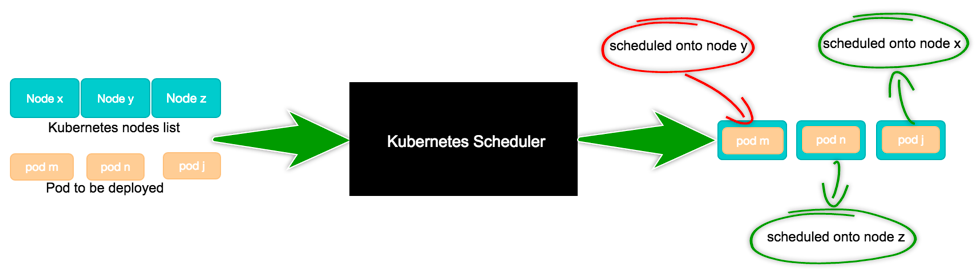 Node x
Node y
Node z
Kubernetes nodes list
pod m
pod n
pod j
Pod to be deployed
Kubernetes Scheduler
scheduled onto node y
scheduled onto node x
pod m
pod n
pod j
scheduled onto node z